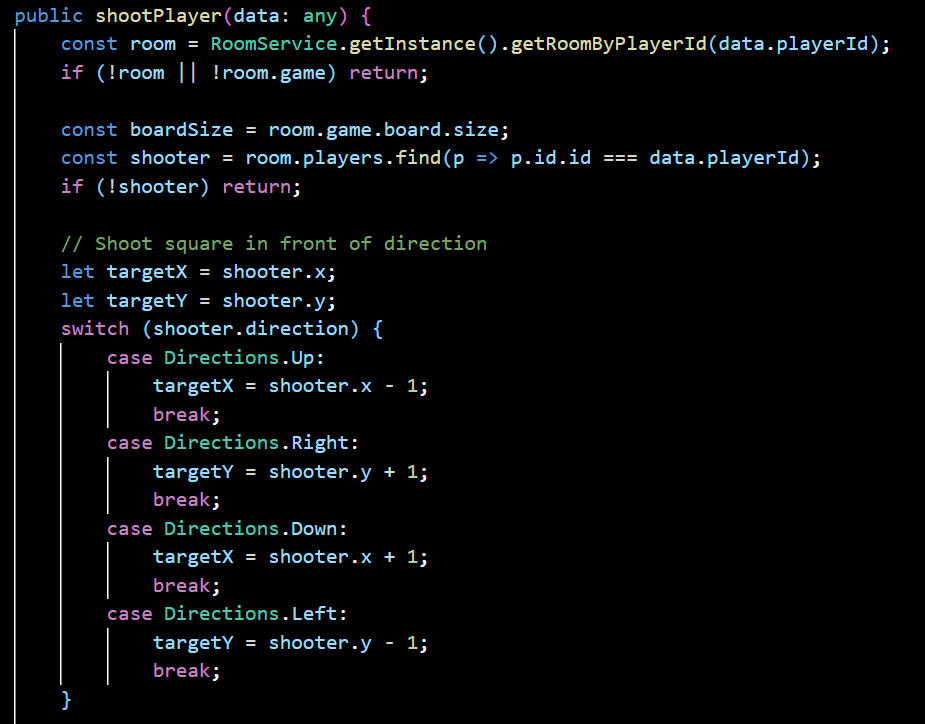 public shootPlayer(data: any) {
    const room = RoomService.getInstance().getRoomByPlayerId(data.playerId);
    if (!room || !room.game) return;

    const boardSize = room.game.board.size;
    const shooter = room.players.find(p => p.id.id === data.playerId);
    if (!shooter) return;

    // Shoot square in front of direction
    let targetX = shooter.x;
    let targetY = shooter.y;
    switch (shooter.direction) {
        case Directions.Up:
            targetX = shooter.x - 1;
            break;
        case Directions.Right:
            targetY = shooter.y + 1;
            break;
        case Directions.Down:
            targetX = shooter.x + 1;
            break;
        case Directions.Left:
            targetY = shooter.y - 1;
            break;
    }